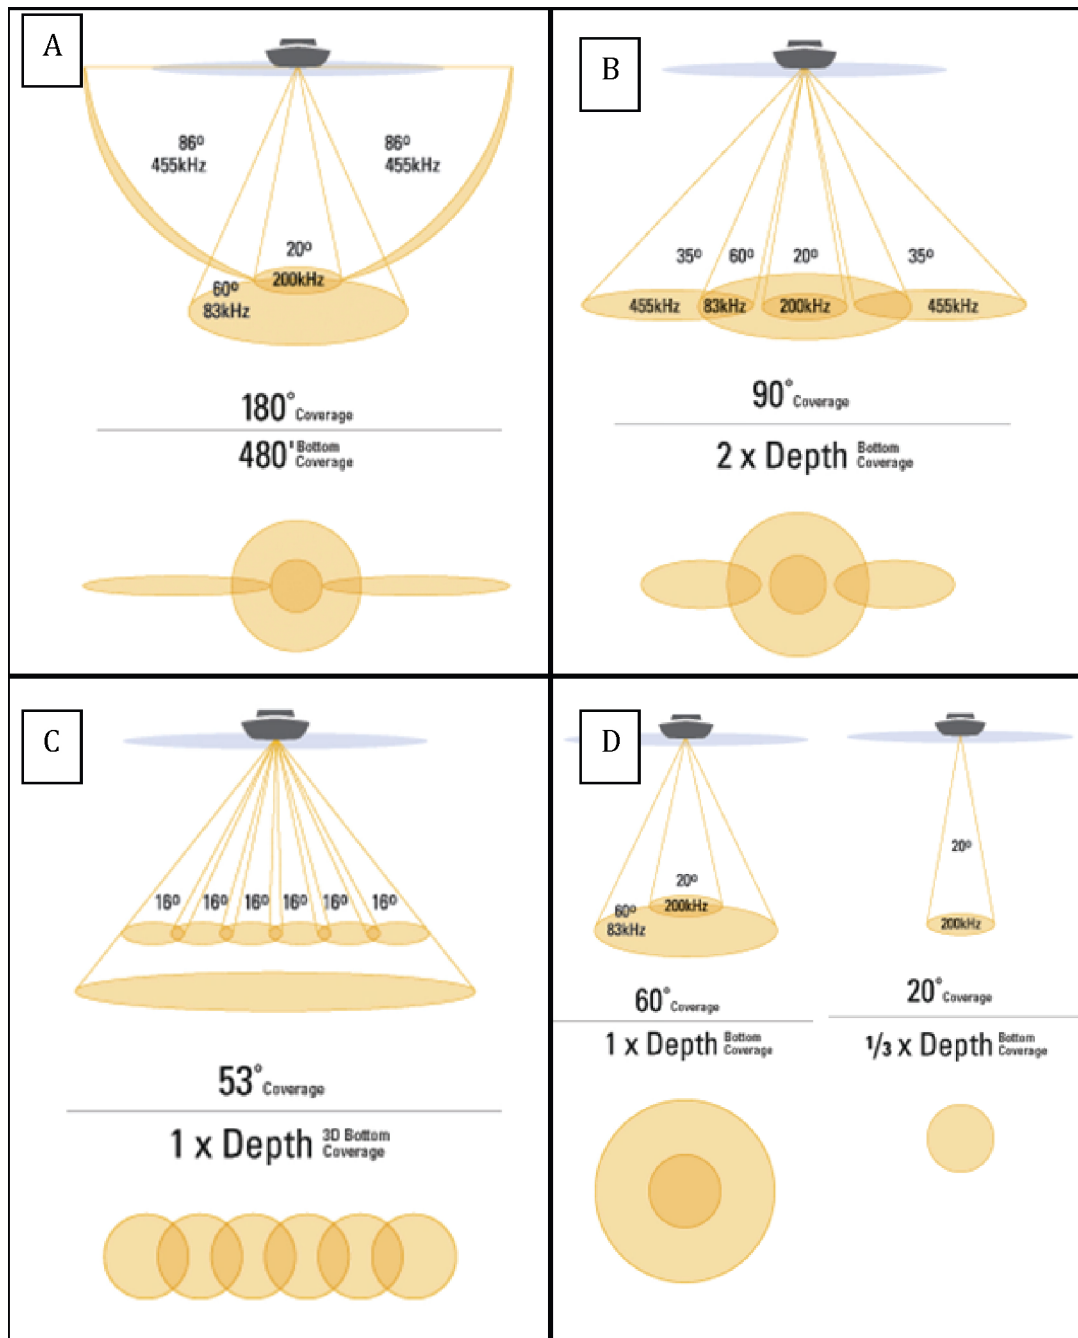 A
86º
455kHz
86º
455kHz
20º
200kHz
60º
83kHz
180° Coverage
480' Bottom Coverage
B
35º
60º
20º
35º
455kHz
83kHz
200kHz
455kHz
90° Coverage
2 x Depth Bottom Coverage
C
16º 16º 16º 16º 16º 16º
53° Coverage
1 x Depth 3D Bottom Coverage
D
20º
200kHz
60º
83kHz
60° Coverage
1 x Depth Bottom Coverage
20º
200kHz
20° Coverage
1/3 x Depth Bottom Coverage